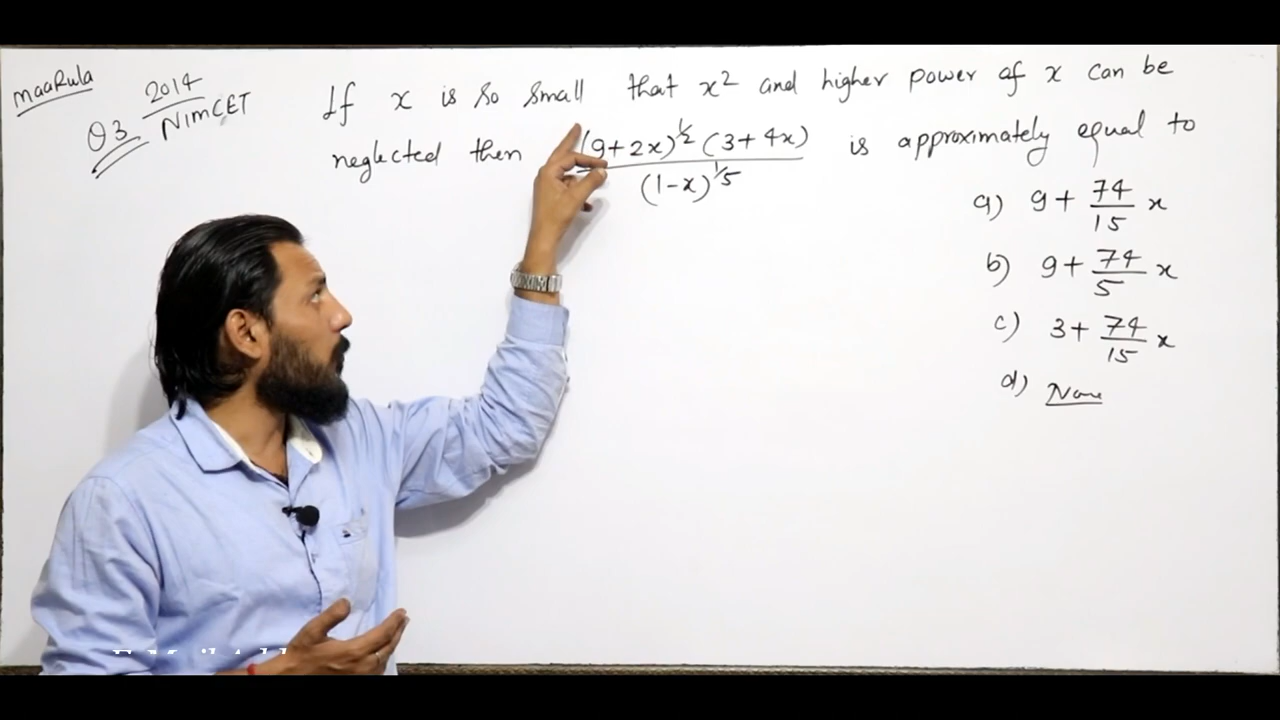 MaaRula
Q3 2014 NIMCET
If x is so small that x² and higher power of x can be
neglected then (9+2x)^½ (3+4x) / (1-x)^1/5 is approximately equal to
a) 9 + 74/15 x
b) 9 + 74/5 x
c) 3 + 74/15 x
d) None